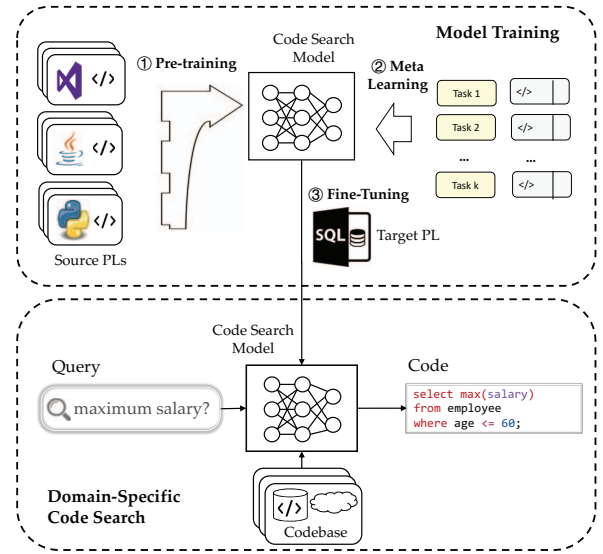 Model Training
Code Search
Model
① Pre-training
② Meta
Learning
</>
</>
</>
Source PLs
Task 1
</>
Task 2
</>
...
...
Task k
</>
③ Fine-Tuning
SQL
Target PL
Code Search
Model
Query
maximum salary?
Code
select max(salary)
from employee
where age <= 60;
</>
Codebase
Domain-Specific
Code Search